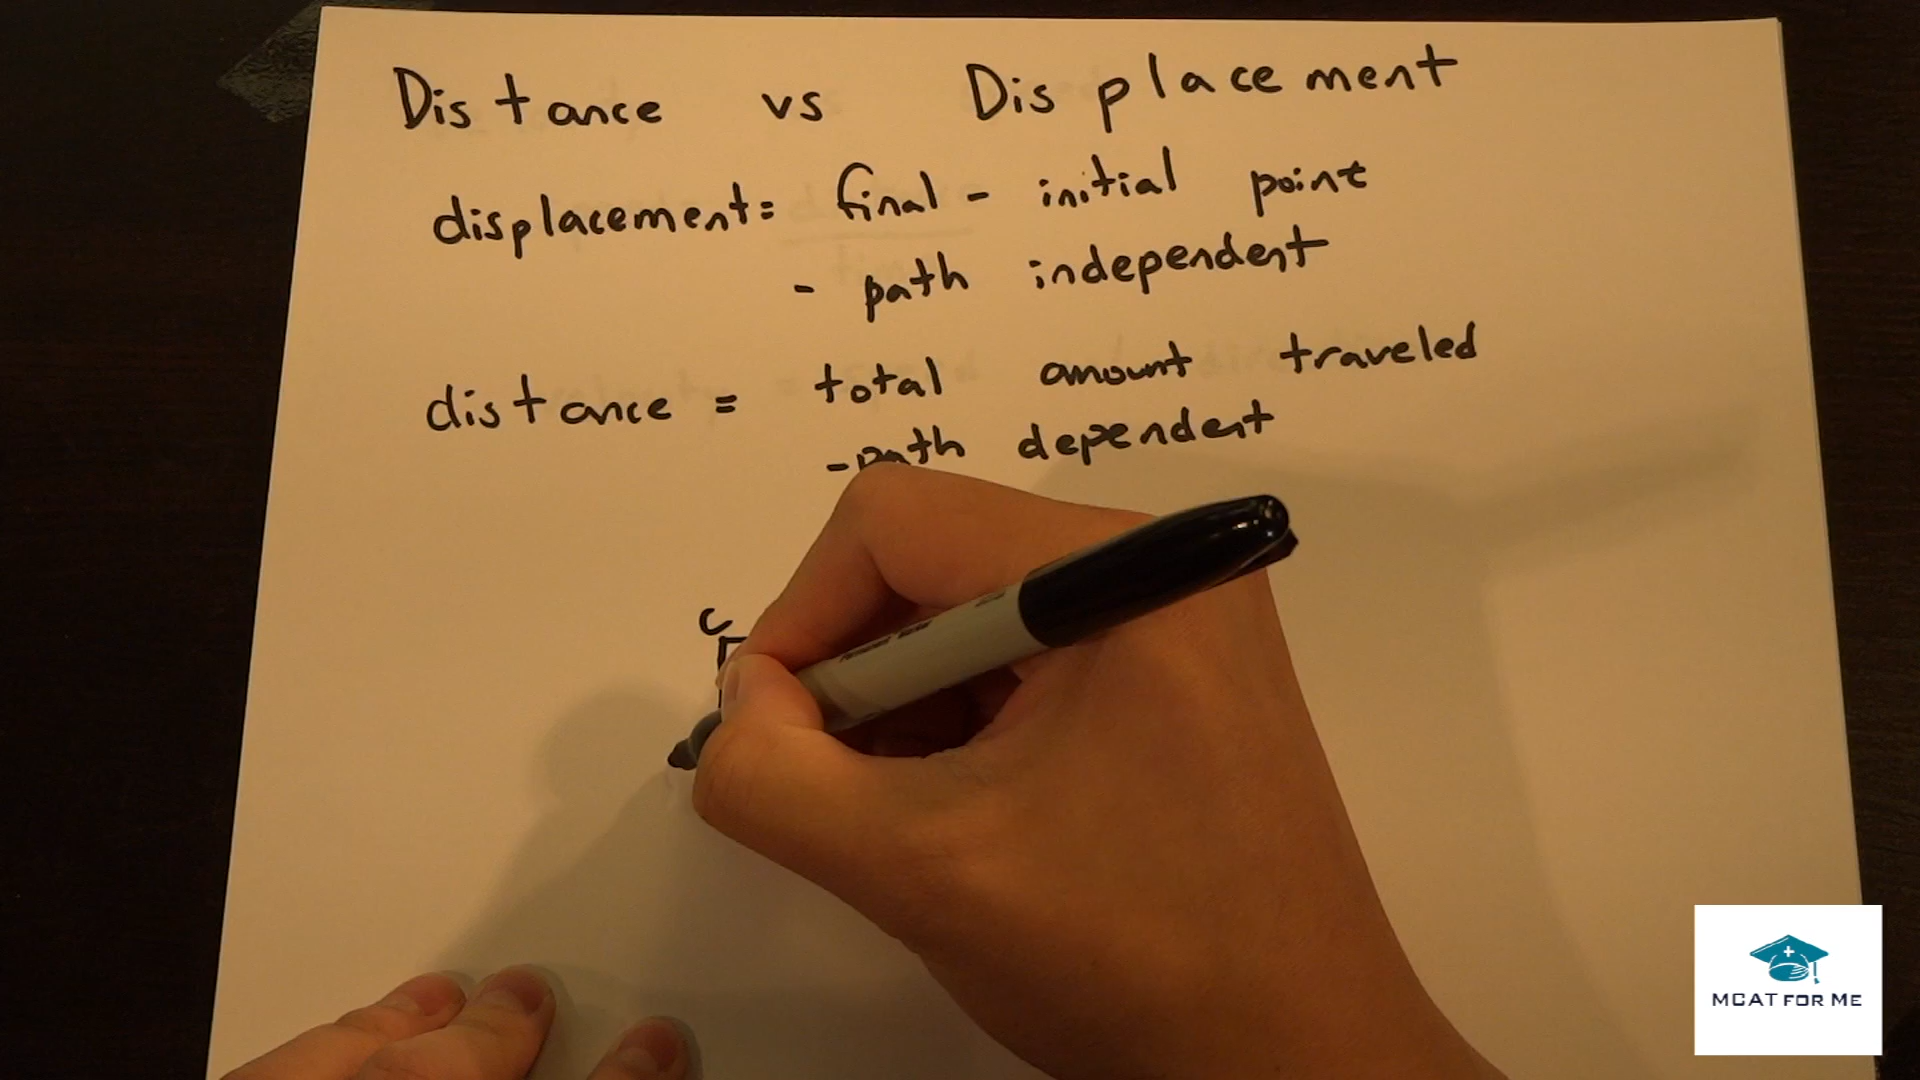 Distance vs Displacement
displacement= final - initial point
- path independent
distance = total amount traveled
-path dependent
C
MCAT FOR ME